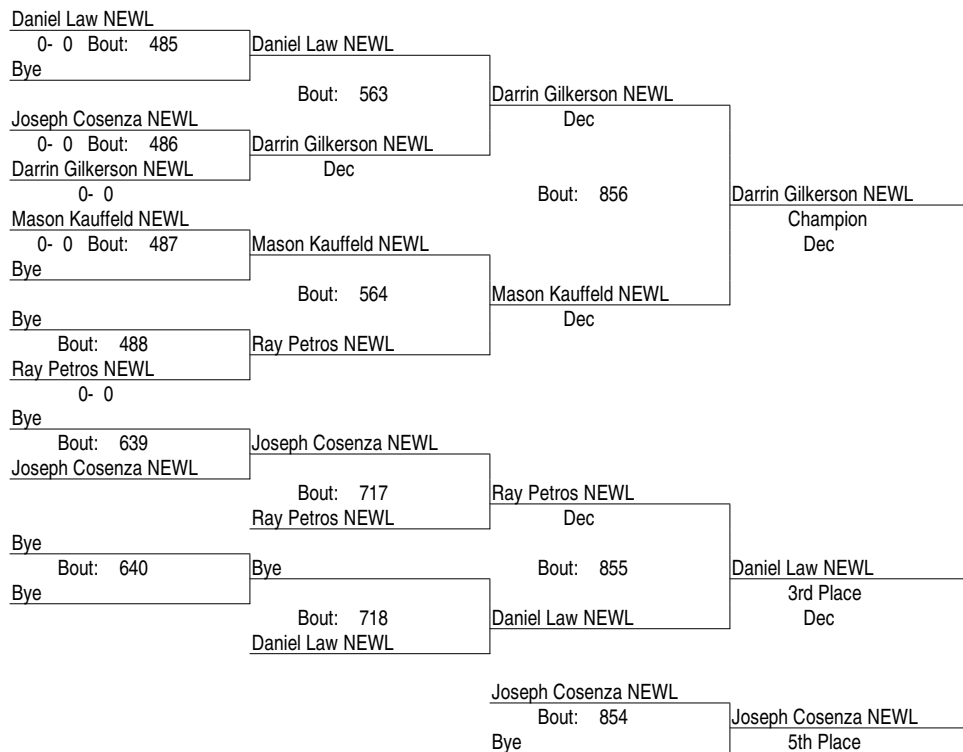 Daniel Law NEWL
0- 0 Bout: 485 Daniel Law NEWL
Bye
Bout: 563 Darrin Gilkerson NEWL
Joseph Cosenza NEWL Dec
0- 0 Bout: 486 Darrin Gilkerson NEWL
Darrin Gilkerson NEWL Dec
0- 0 Bout: 856 Darrin Gilkerson NEWL
Mason Kauffeld NEWL Champion
0- 0 Bout: 487 Mason Kauffeld NEWL Dec
Bye
Bout: 564 Mason Kauffeld NEWL
Bye Dec
Bout: 488 Ray Petros NEWL
Ray Petros NEWL
0- 0
Bye
Bout: 639 Joseph Cosenza NEWL
Joseph Cosenza NEWL
Bout: 717 Ray Petros NEWL
Ray Petros NEWL Dec
Bye
Bout: 640 Bye Bout: 855 Daniel Law NEWL
Bye 3rd Place
Bout: 718 Daniel Law NEWL Dec
Daniel Law NEWL
Joseph Cosenza NEWL
Bout: 854 Joseph Cosenza NEWL
Bye 5th Place